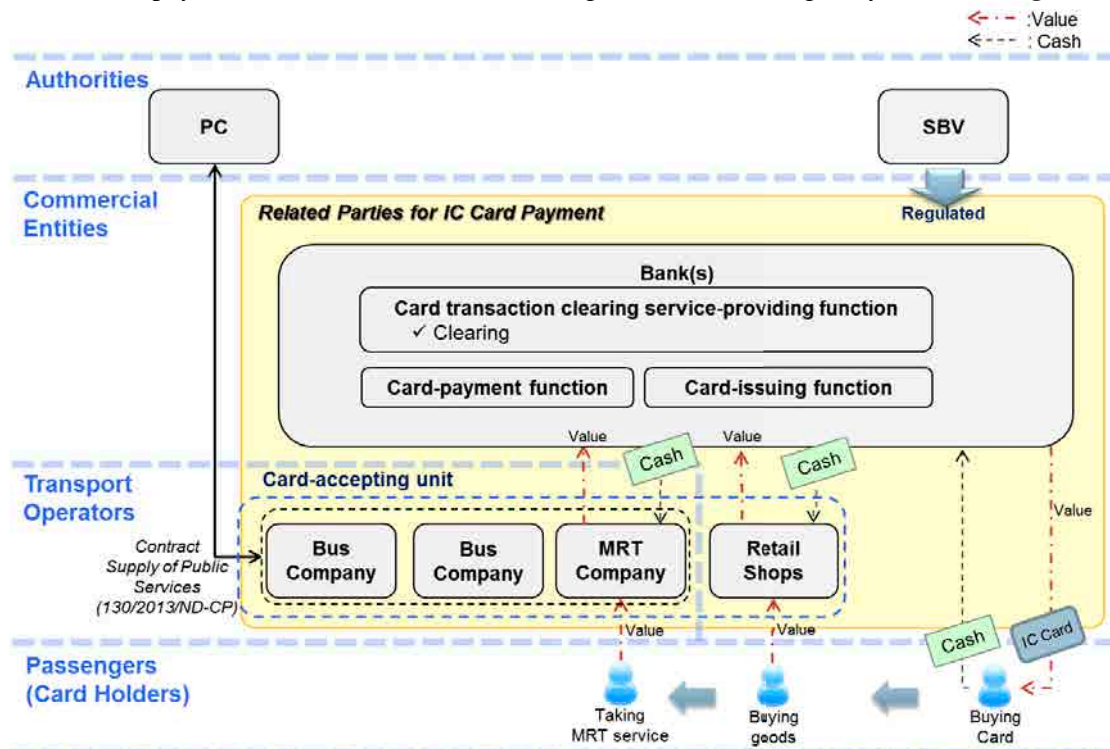 :Value
: Cash
Authorities
PC
SBV
Commercial
Entities
Related Parties for IC Card Payment
Regulated
Bank(s)
Card transaction clearing service-providing function
✓ Clearing
Card-payment function
Card-issuing function
Value
Value
Cash
Cash
Transport
Operators
Card-accepting unit
Value
Contract
Supply of Public
Services
(130/2013/ND-CP)
Bus
Company
Bus
Company
MRT
Company
Retail
Shops
Value
Value
Cash
IC Card
Passengers
(Card Holders)
Taking
MRT service
Buying
goods
Buying
Card